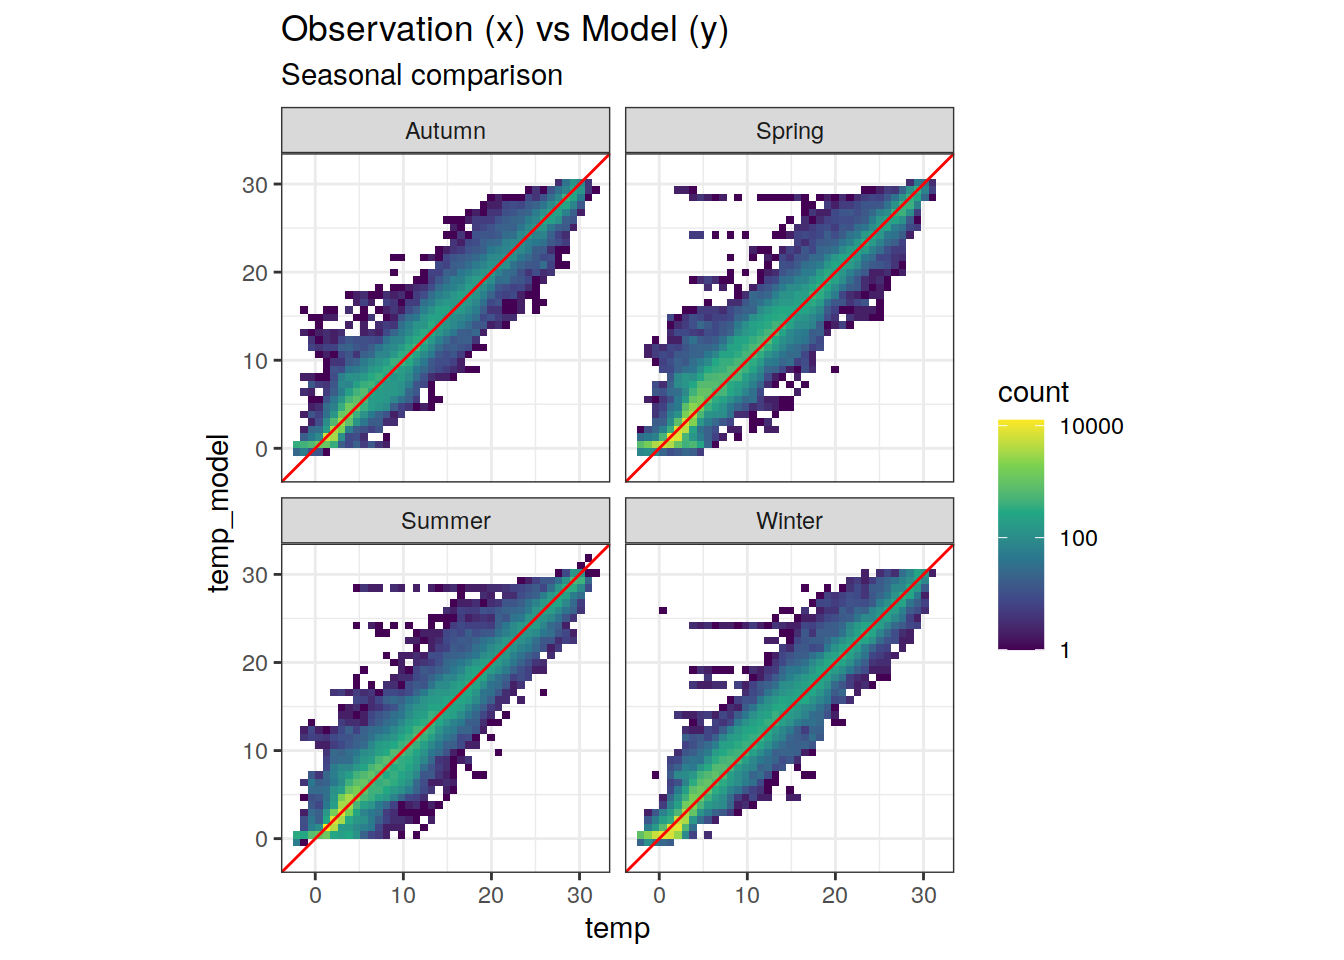 Observation (x) vs Model (y)
Seasonal comparison
Autumn
Spring
30
20
10
0
Summer
Winter
30
20
10
0
0 10 20 30
0 10 20 30
temp
temp_model
count
10000
100
1